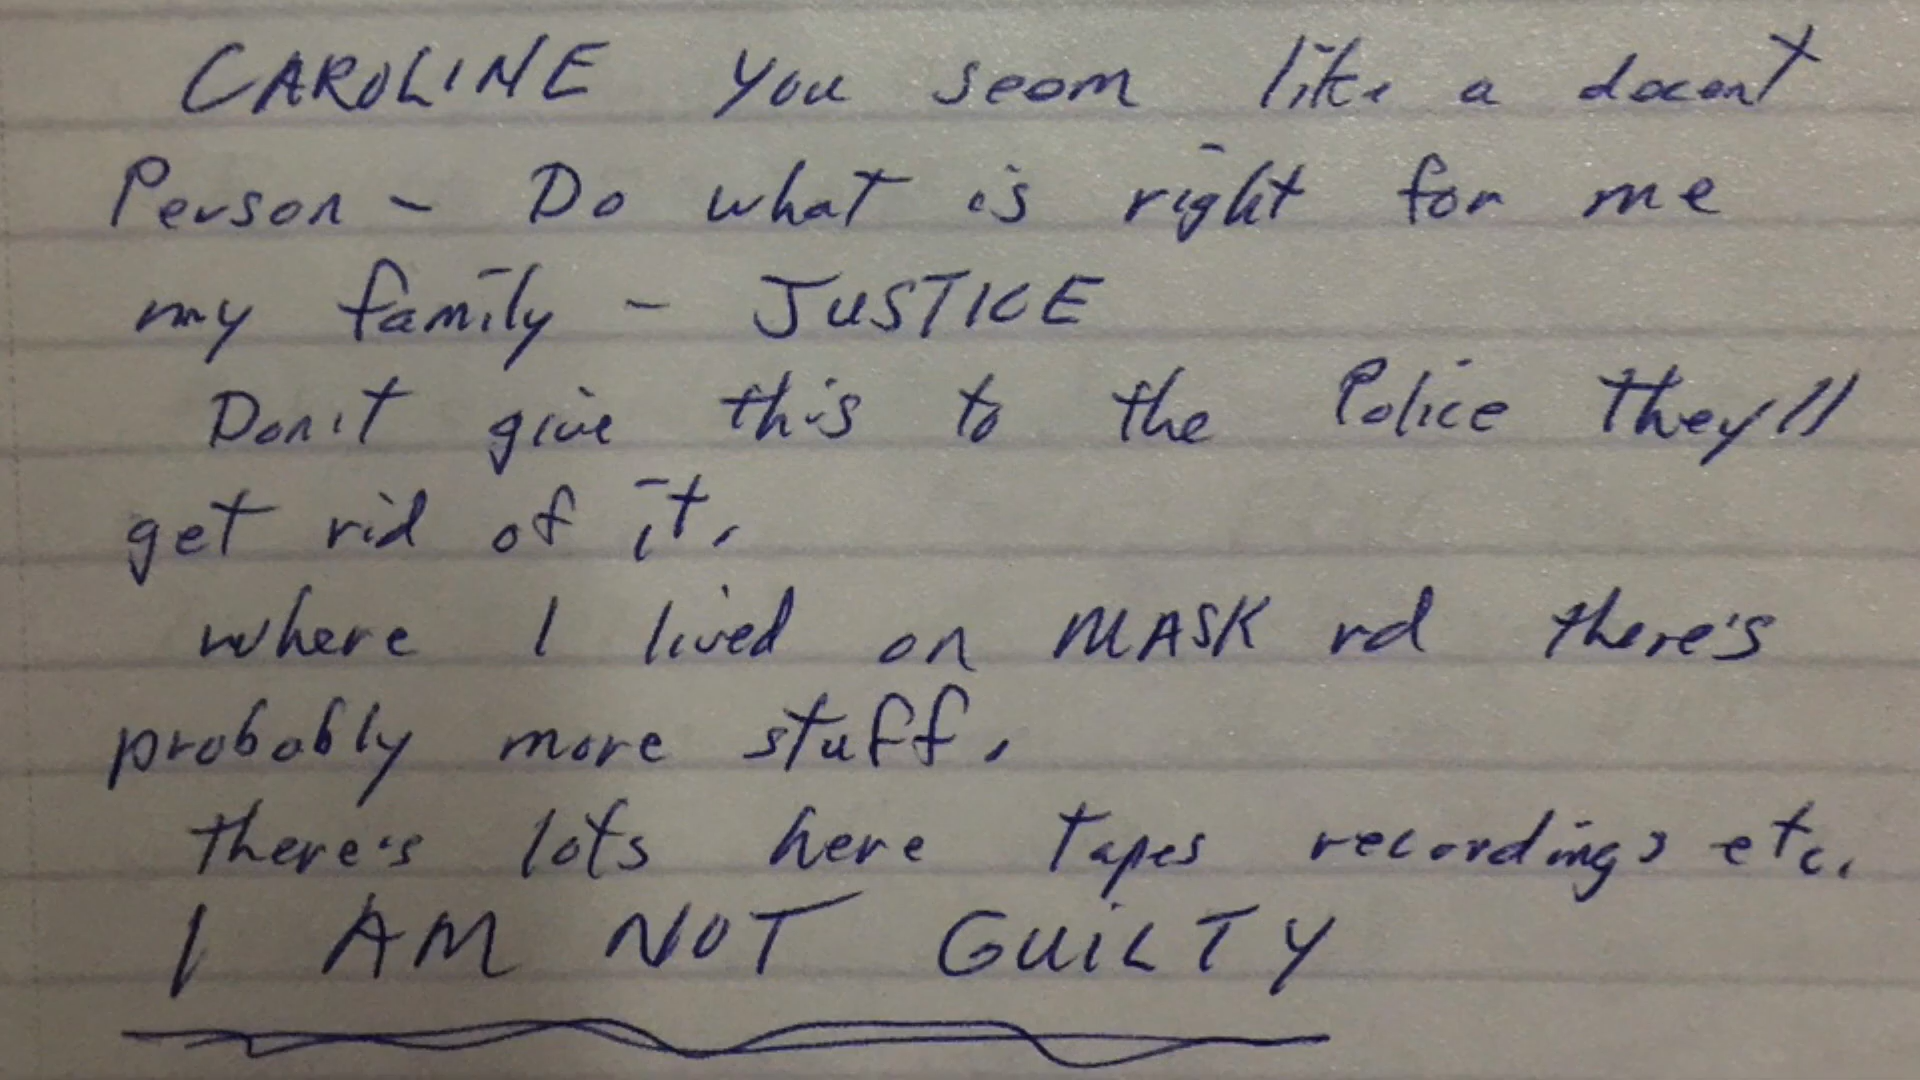 CAROLINE you seem like a decent
Person - Do what is right for me
my family - JUSTICE
Don't give this to the Police they'll
get rid of it.
where I lived on MASK rd there's
probably more stuff.
there's lots here tapes recordings etc.
I AM NOT GUILTY